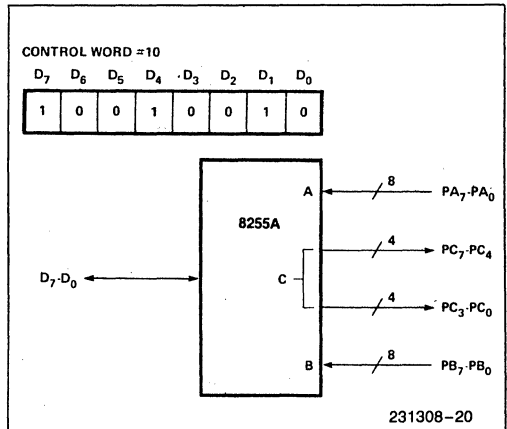 CONTROL WORD #10
D7 D6 D5 D4 D3 D2 D1 D0
1 0 0 1 0 0 1 0
8255A
A
8
PA7-PA0
4
PC7-PC4
D7-D0
C
4
PC3-PC0
B
8
PB7-PB0
231308-20